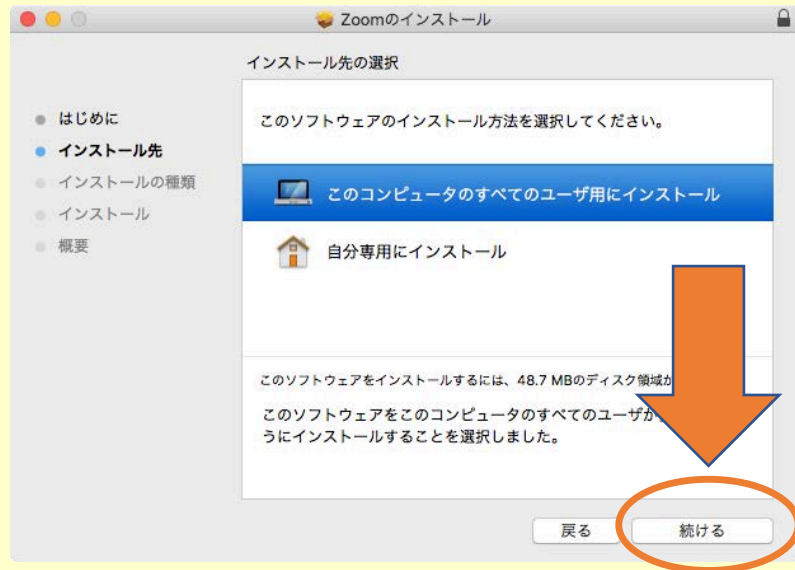 Zoomのインストール
インストール先の選択
はじめに
インストール先
インストールの種類
インストール
概要
このソフトウェアのインストール方法を選択してください。
このコンピュータのすべてのユーザ用にインストール
自分専用にインストール
このソフトウェアをインストールするには、48.7 MBのディスク領域が
このソフトウェアをこのコンピュータのすべてのユーザが
うにインストールすることを選択しました。
戻る
続ける